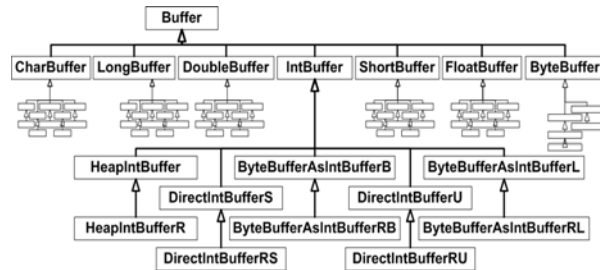 Buffer
CharBuffer LongBuffer DoubleBuffer IntBuffer ShortBuffer FloatBuffer ByteBuffer
HeapIntBuffer ByteBufferAsIntBufferB ByteBufferAsIntBufferL
DirectIntBufferS DirectIntBufferU
HeapIntBufferR ByteBufferAsIntBufferRB ByteBufferAsIntBufferRL
DirectIntBufferRS DirectIntBufferRU